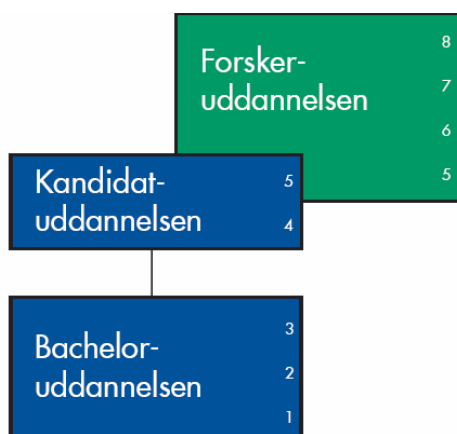 Forsker-
uddannelsen
8
7
6
5
Kandidat-
uddannelsen
5
4
Bachelor-
uddannelsen
3
2
1